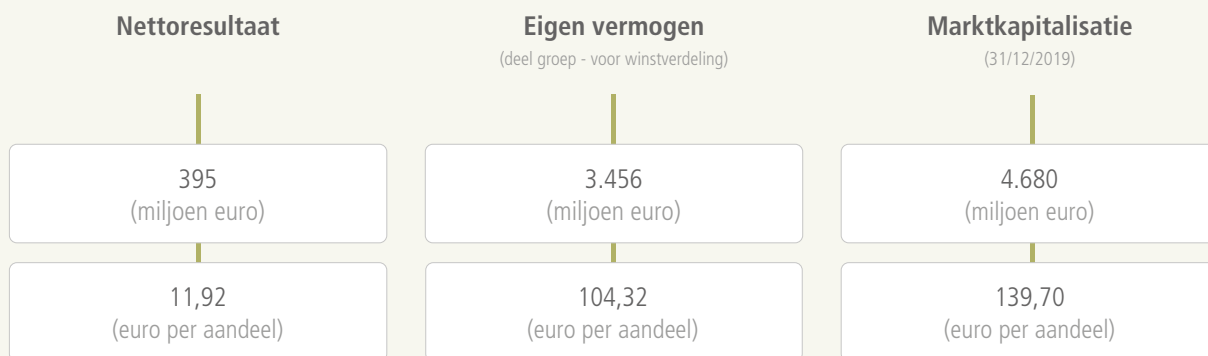 Nettoresultaat
395
(miljoen euro)
11,92
(euro per aandeel)
Eigen vermogen
(deel groep - voor winstverdeling)
3.456
(miljoen euro)
104,32
(euro per aandeel)
Marktkapitalisatie
(31/12/2019)
4.680
(miljoen euro)
139,70
(euro per aandeel)